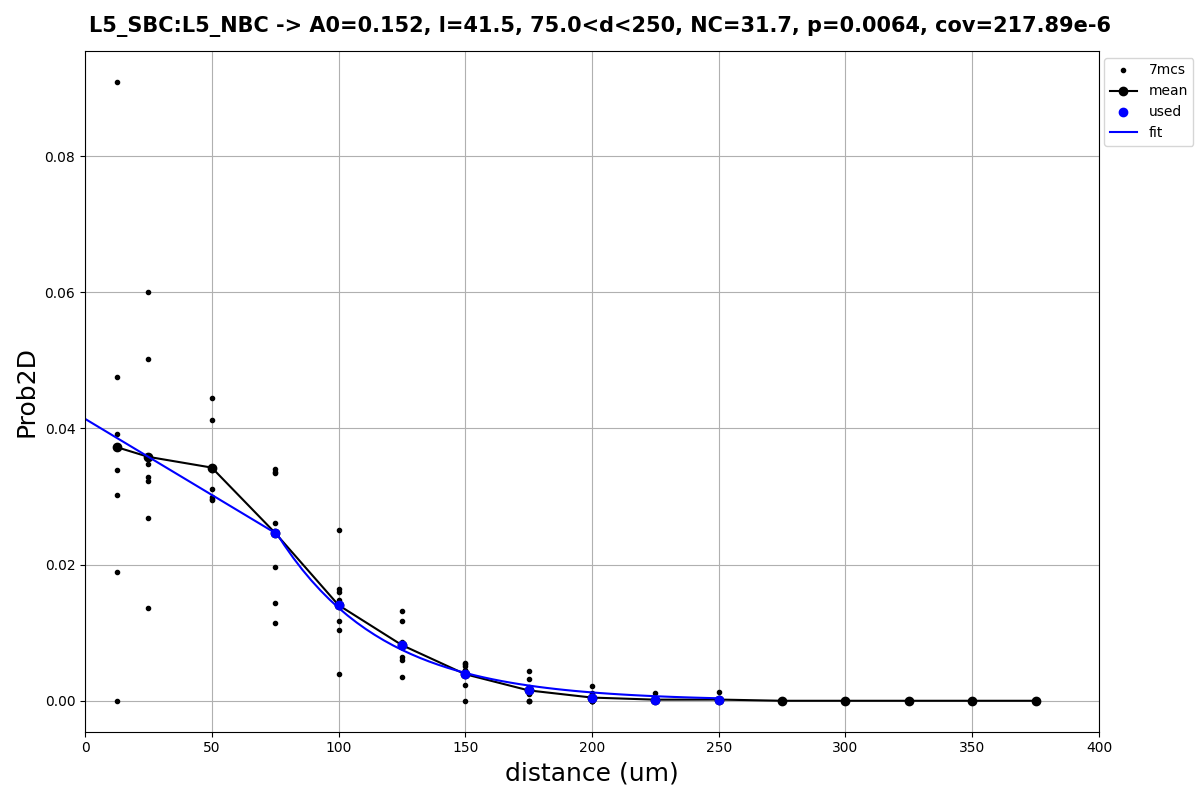 L5_SBC:L5_NBC -> A0=0.152, l=41.5, 75.0<d<250, NC=31.7, p=0.0064, cov=217.89e-6
7mcs
mean
used
fit
Prob2D
0.08
0.06
0.04
0.02
0.00
0 50 100 150 200 250 300 350 400
distance (um)